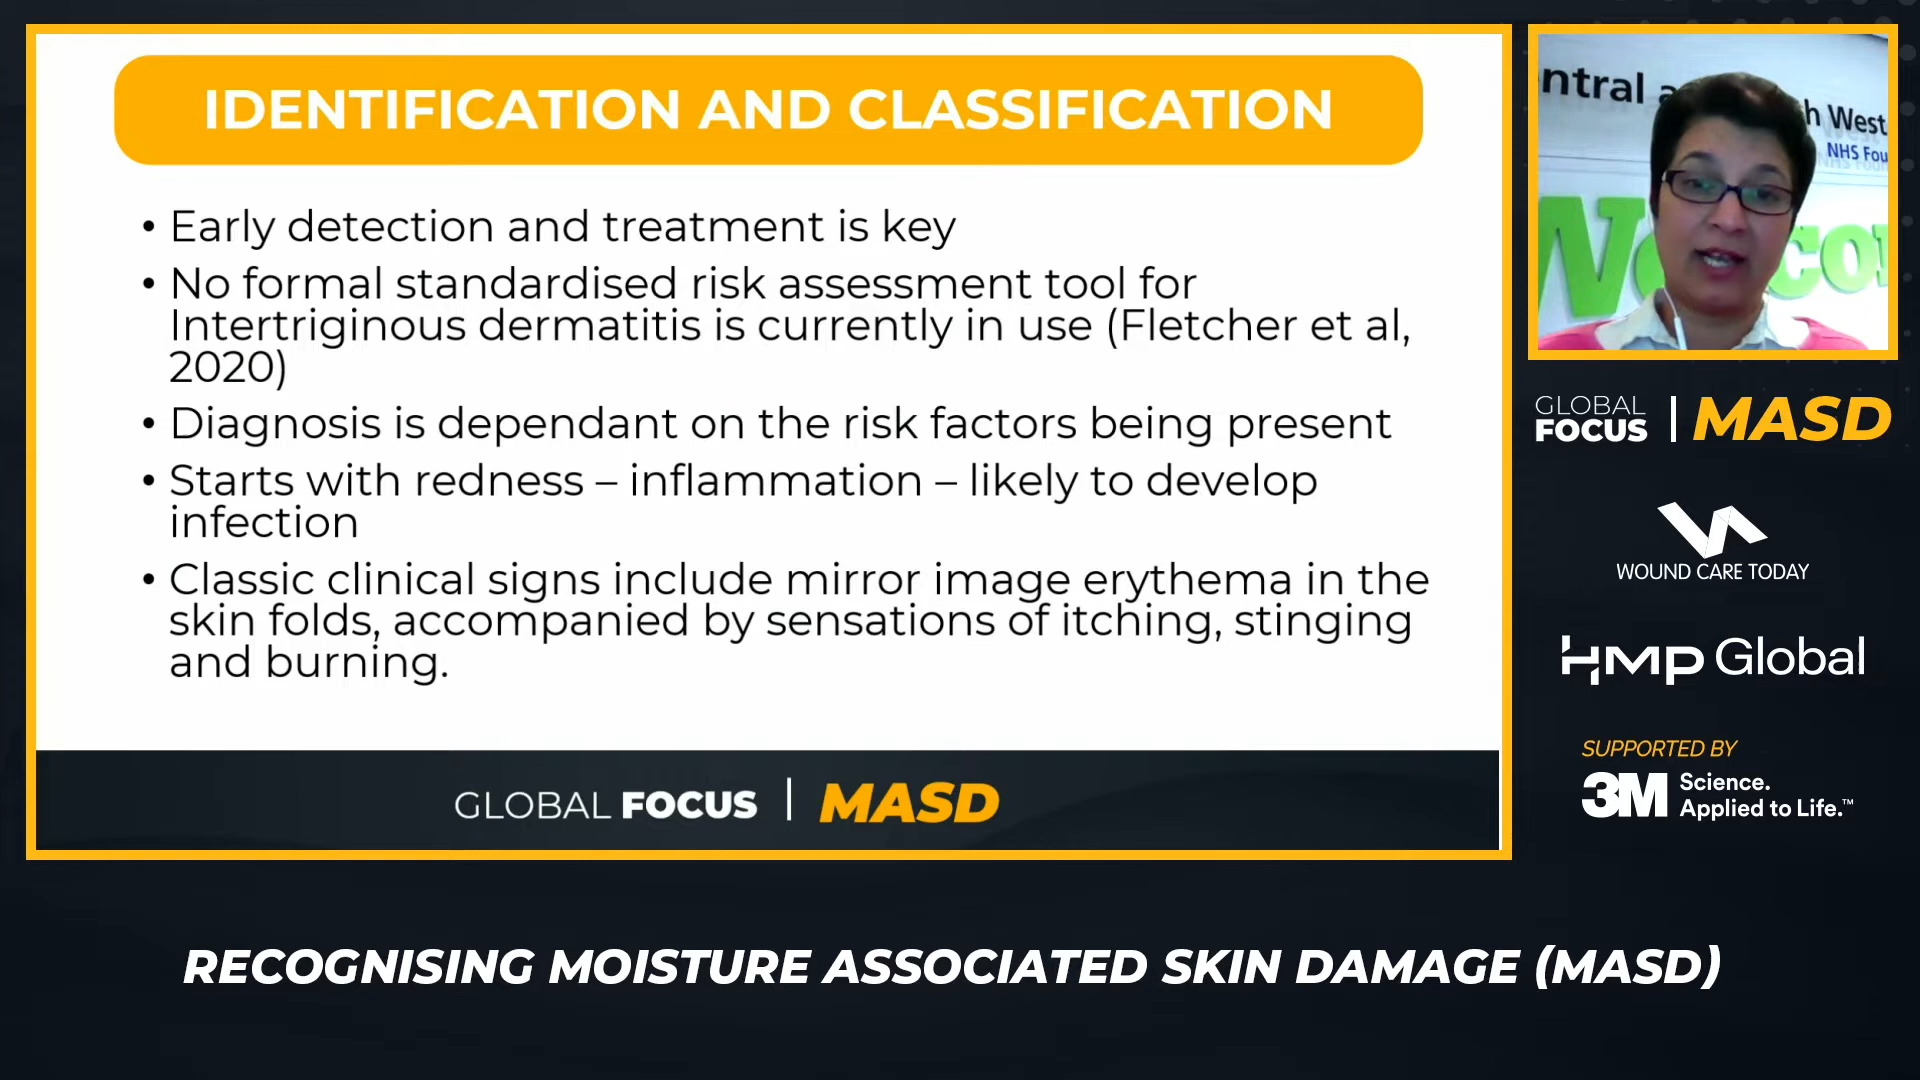 IDENTIFICATION AND CLASSIFICATION
• Early detection and treatment is key
• No formal standardised risk assessment tool for
Intertriginous dermatitis is currently in use (Fletcher et al,
2020)
• Diagnosis is dependant on the risk factors being present
• Starts with redness – inflammation – likely to develop
infection
• Classic clinical signs include mirror image erythema in the
skin folds, accompanied by sensations of itching, stinging
and burning.
GLOBAL FOCUS | MASD
ntral a
h West
NHS Fou
GLOBAL
FOCUS | MASD
WOUND CARE TODAY
HMP Global
SUPPORTED BY
3M Science.
Applied to Life.™
RECOGNISING MOISTURE ASSOCIATED SKIN DAMAGE (MASD)